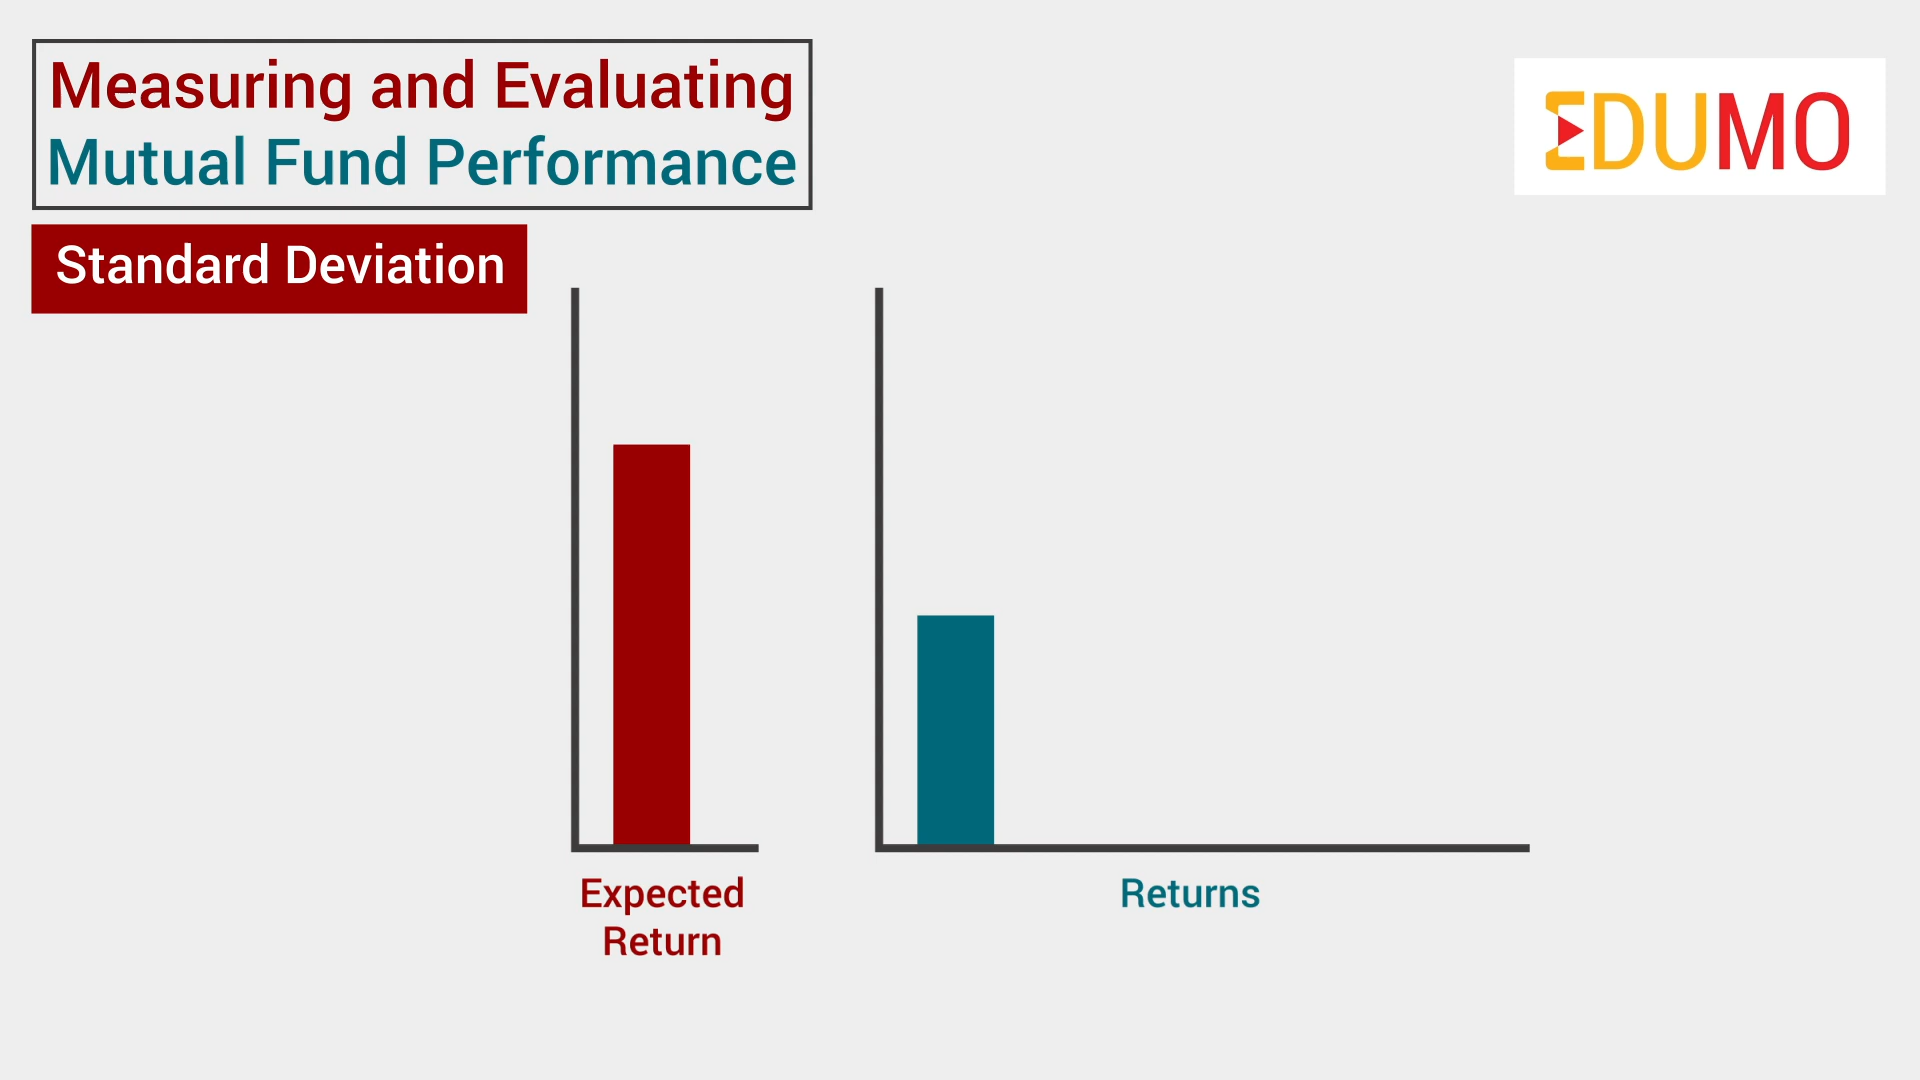 Measuring and Evaluating
Mutual Fund Performance
EDUMO
Standard Deviation
Expected
Return
Returns